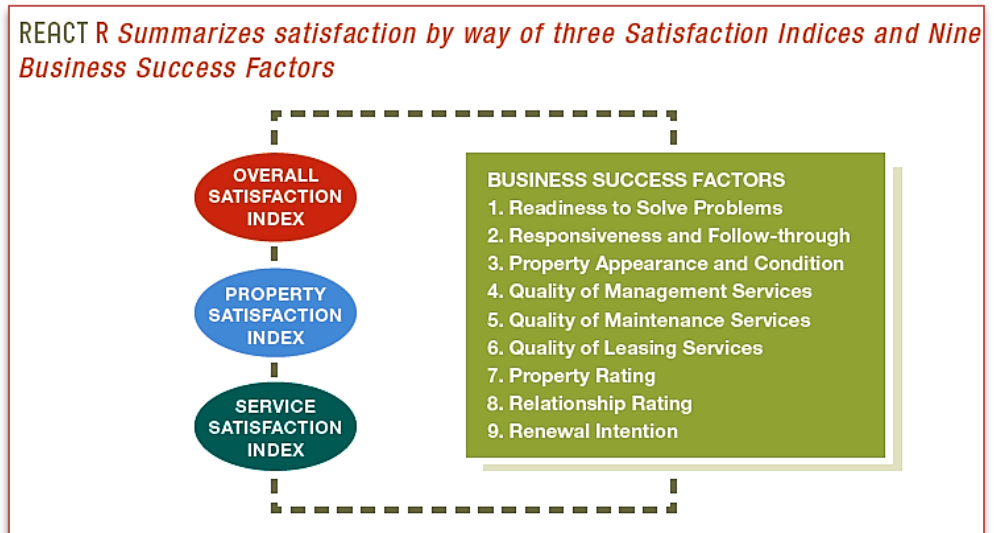 REACT R Summarizes satisfaction by way of three Satisfaction Indices and Nine
Business Success Factors
OVERALL
SATISFACTION
INDEX
PROPERTY
SATISFACTION
INDEX
SERVICE
SATISFACTION
INDEX
BUSINESS SUCCESS FACTORS
1. Readiness to Solve Problems
2. Responsiveness and Follow-through
3. Property Appearance and Condition
4. Quality of Management Services
5. Quality of Maintenance Services
6. Quality of Leasing Services
7. Property Rating
8. Relationship Rating
9. Renewal Intention